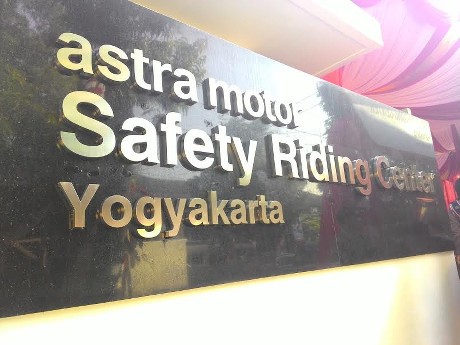 astra motor
Safety Riding Center
Yogyakarta